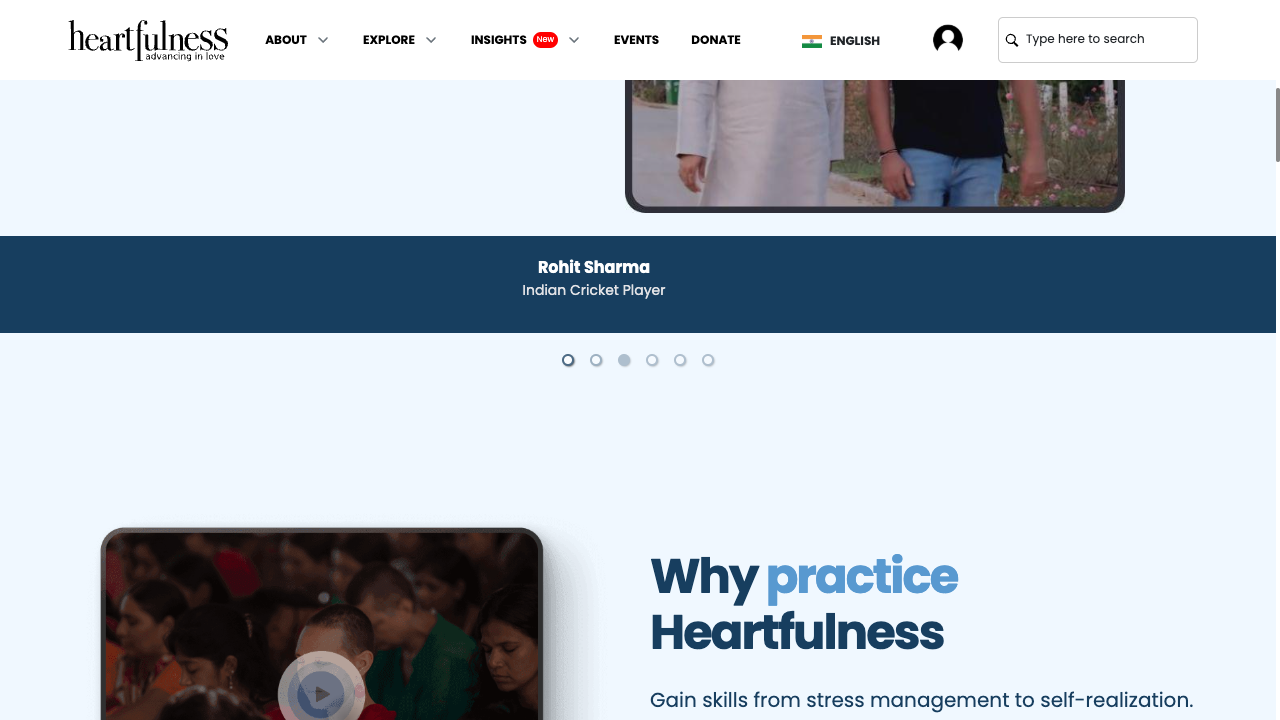 heartfulness
advancing in love
ABOUT
EXPLORE
INSIGHTS New
EVENTS
DONATE
ENGLISH
Type here to search
Rohit Sharma
Indian Cricket Player
Why practice
Heartfulness
Gain skills from stress management to self-realization.